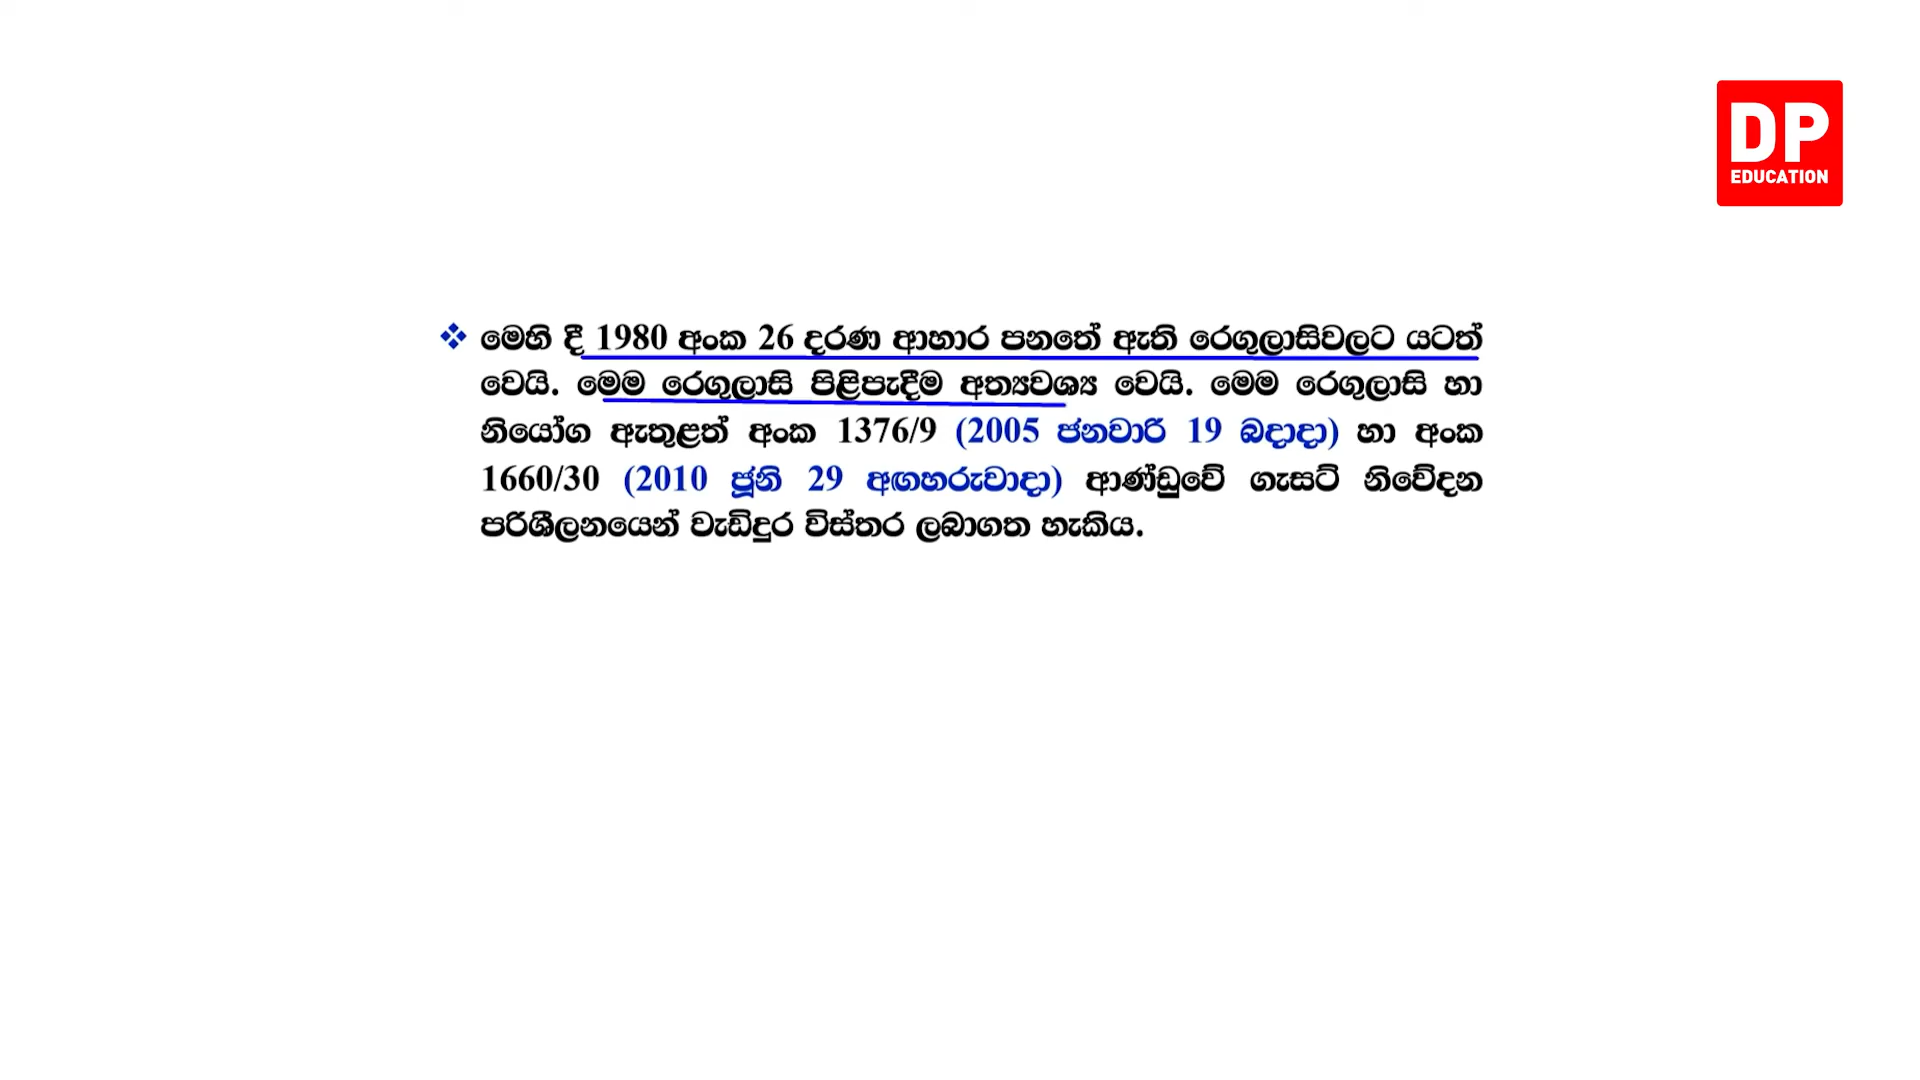 DP
EDUCATION
❖ මෙහි දී 1980 අංක 26 දරණ ආහාර පනතේ ඇති රෙගුලාසිවලට යටත්
වෙයි. මෙම රෙගුලාසි පිළිපැදීම අත්‍යවශ්‍ය වෙයි. මෙම රෙගුලාසි හා
නියෝග ඇතුළත් අංක 1376/9 (2005 ජනවාරි 19 බදාදා) හා අංක
1660/30 (2010 ජූනි 29 අඟහරුවාදා) ආණ්ඩුවේ ගැසට් නිවේදන
පරිශීලනයෙන් වැඩිදුර විස්තර ලබාගත හැකිය.